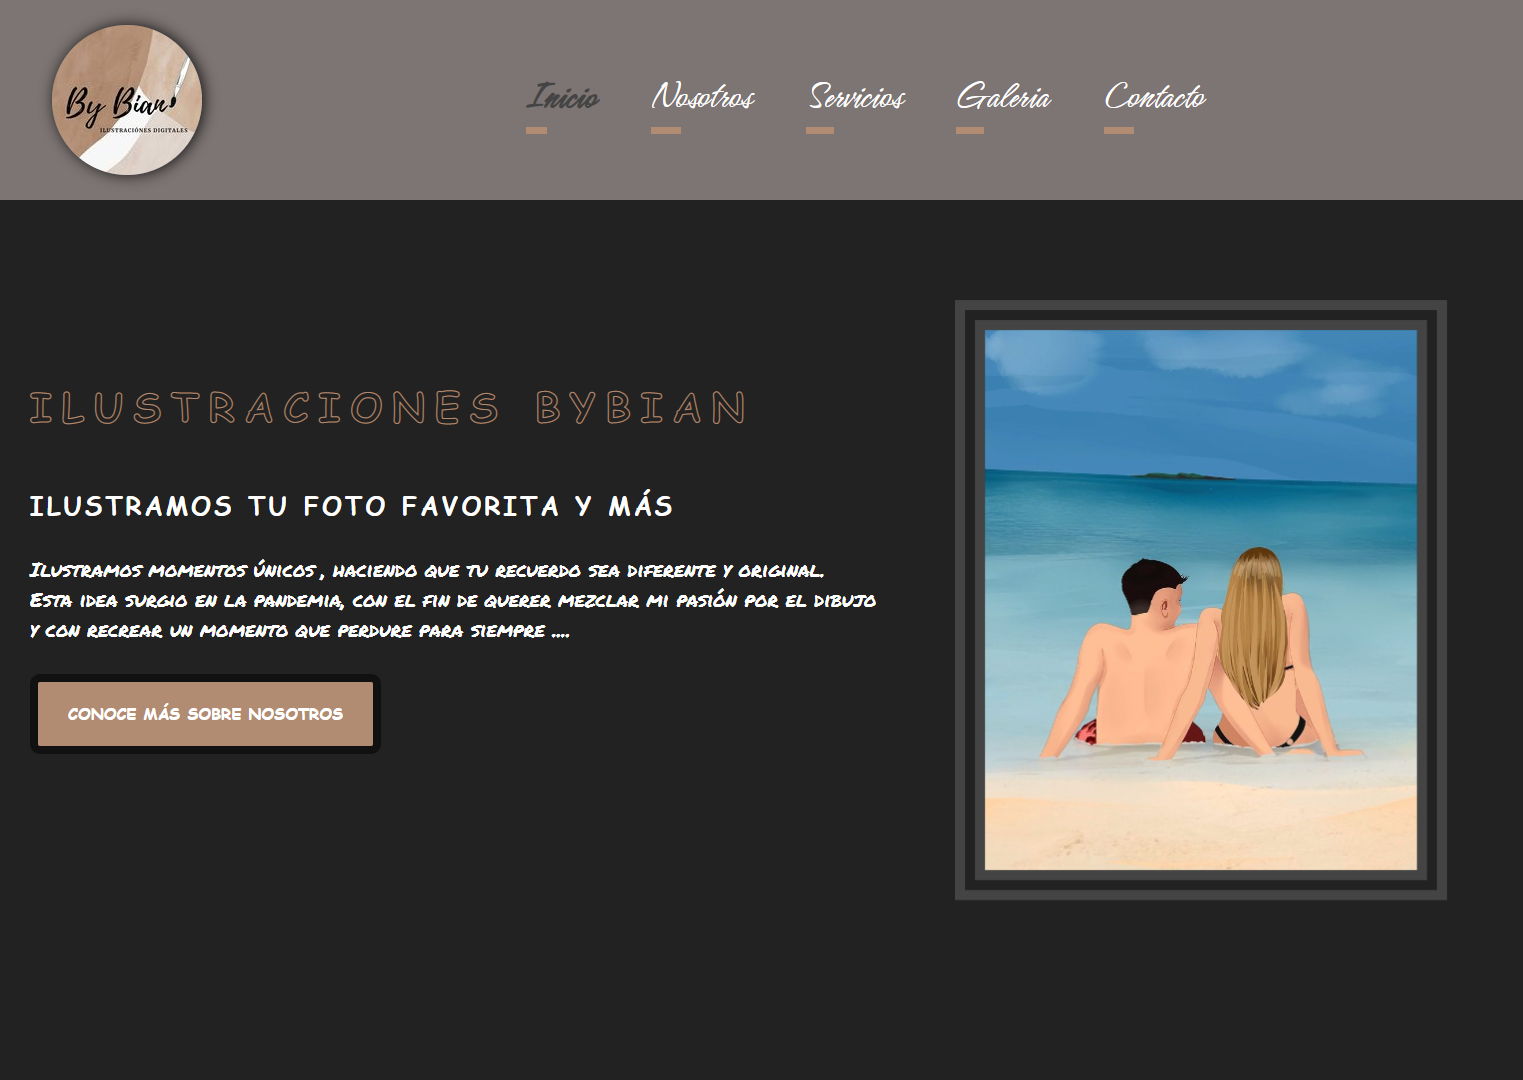 By Bian
ILUSTRACIÓNES DIGITALES
Inicio Nosotros Servicios Galeria Contacto
ILUSTRACIONES BYBIAN
ILUSTRAMOS TU FOTO FAVORITA Y MÁS
Ilustramos momentos únicos , haciendo que tu recuerdo sea diferente y original.
Esta idea surgio en la pandemia, con el fin de querer mezclar mi pasión por el dibujo
y con recrear un momento que perdure para siempre ....
CONOCE MÁS SOBRE NOSOTROS